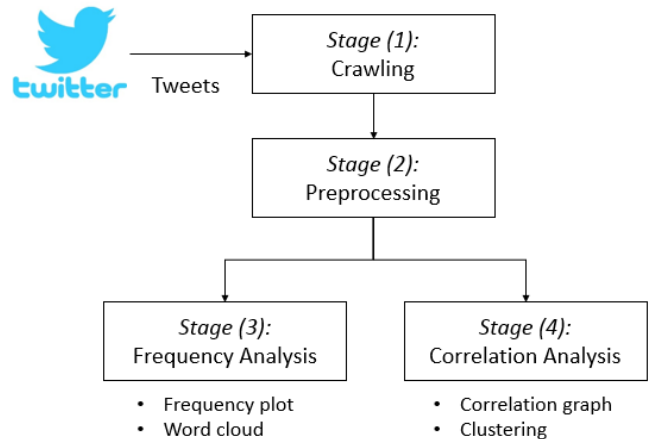 twitter
Tweets
Stage (1):
Crawling
Stage (2):
Preprocessing
Stage (3):
Frequency Analysis
• Frequency plot
• Word cloud
Stage (4):
Correlation Analysis
• Correlation graph
• Clustering